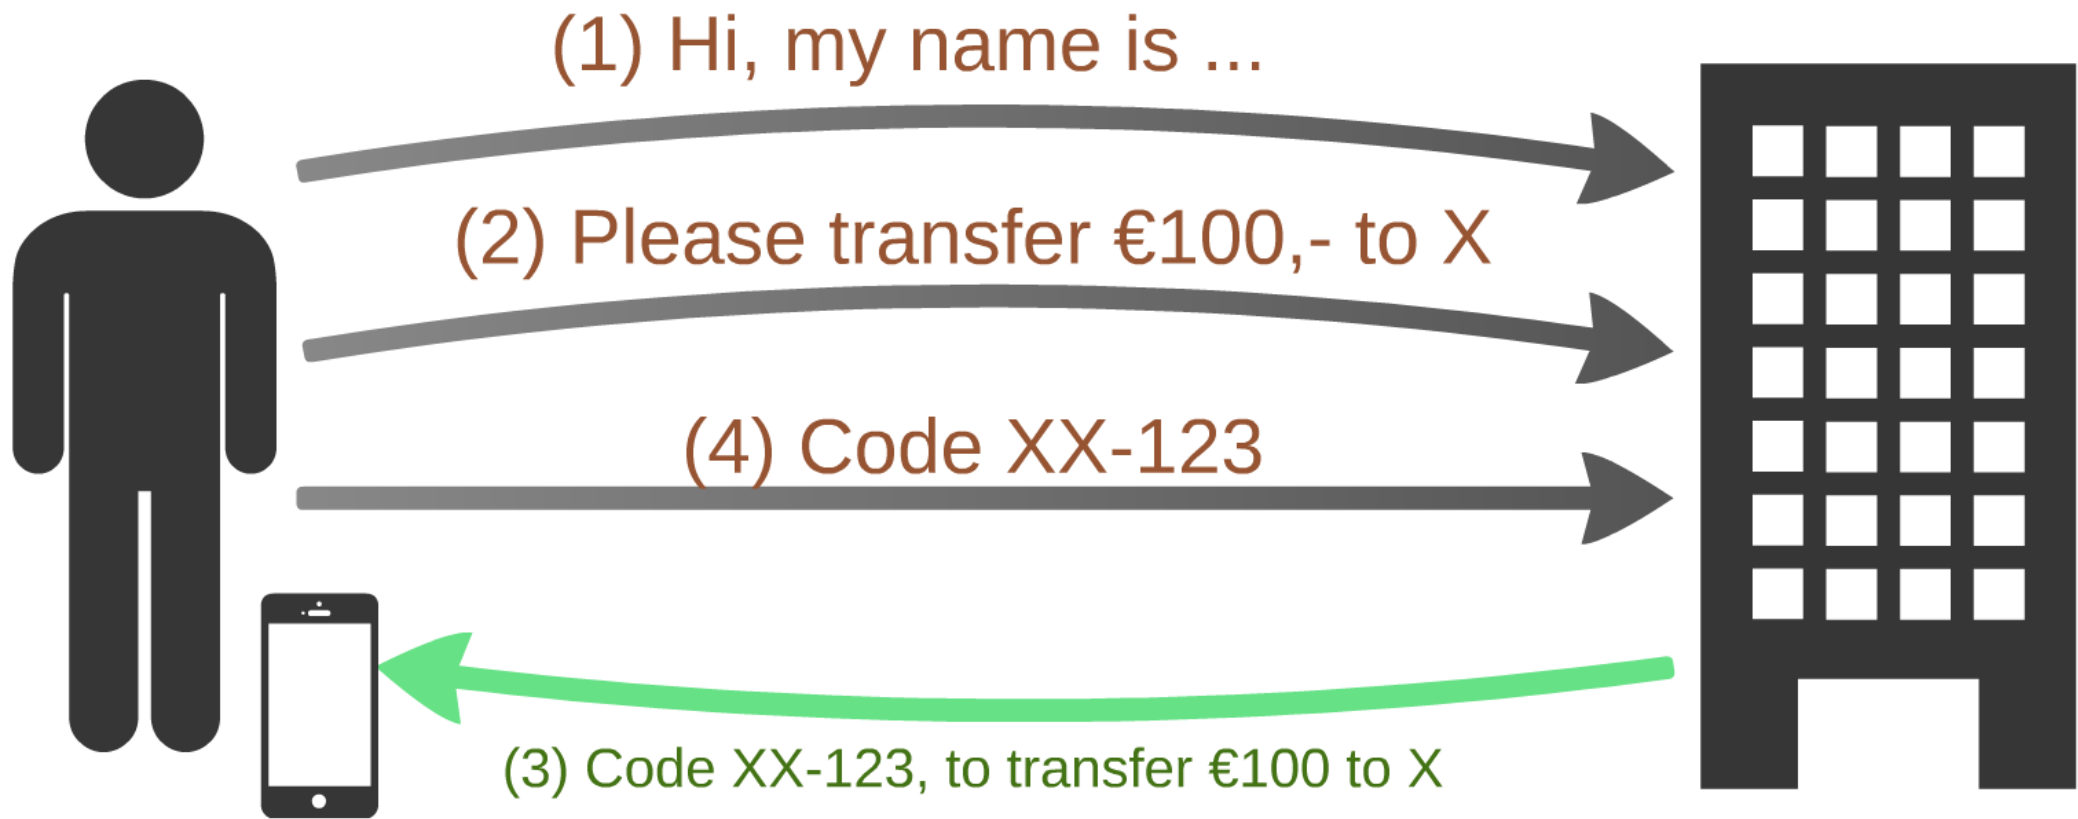 (1) Hi, my name is ...
(2) Please transfer €100,- to X
(4) Code XX-123
(3) Code XX-123, to transfer €100 to X